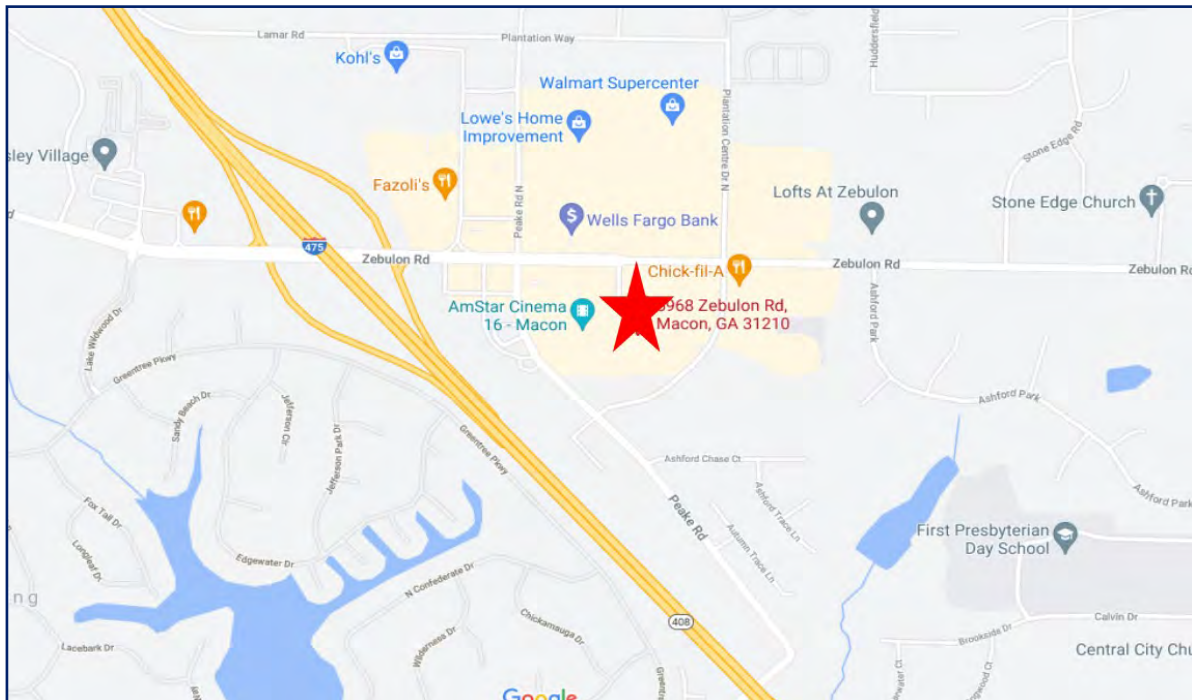 Lamar Rd
Plantation Way
Huddersfield
Kohl's
Walmart Supercenter
Lowe's Home
Improvement
Plantation Centre Dr N
Stone Edge Rd
sley Village
Fazoli's
Peake Rd N
Lofts At Zebulon
Stone Edge Church
Wells Fargo Bank
475
Zebulon Rd
Chick-fil-A
Zebulon Rd
Zebulon Rd
AmStar Cinema
16 - Macon
968 Zebulon Rd,
Macon, GA 31210
Ashford Park
Lake Wildwood Dr
Greentree Pkwy
Sandy Beach Dr
Jefferson Ctr
Jefferson Park Dr
Greentree Pkwy
Ashford Park
Ashford Chase Ct
Ashford Trace Ln
Ashford Park
Peake Rd
Autumn Trace Ln
Fox Tail Dr
Longleaf Dr
Edgewater Dr
N Confederate Dr
First Presbyterian
Day School
ng
Chickamauga Dr
408
Calvin Dr
Wilderness Dr
Brookside Dr
Lacebark Dr
Central City Chu
Google